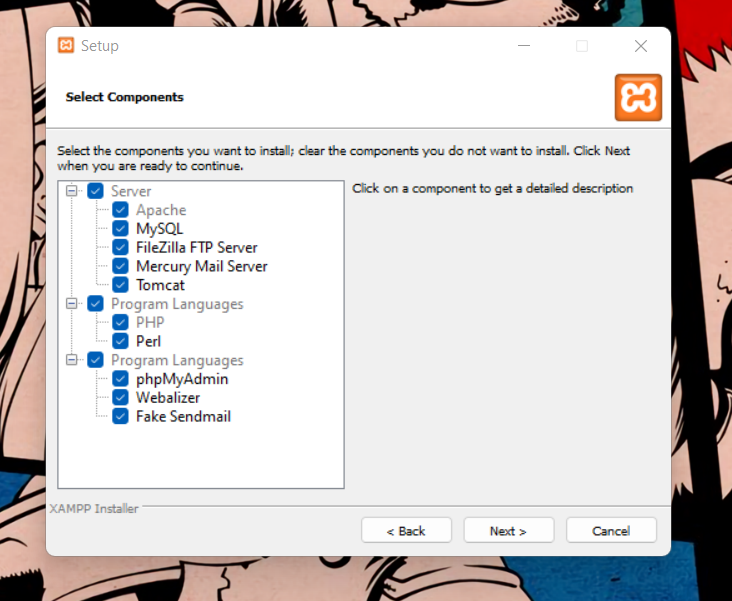 Setup
Select Components
Select the components you want to install; clear the components you do not want to install. Click Next
when you are ready to continue.
Server
Apache
MySQL
FileZilla FTP Server
Mercury Mail Server
Tomcat
Program Languages
PHP
Perl
Program Languages
phpMyAdmin
Webalizer
Fake Sendmail
Click on a component to get a detailed description
XAMPP Installer
< Back
Next >
Cancel